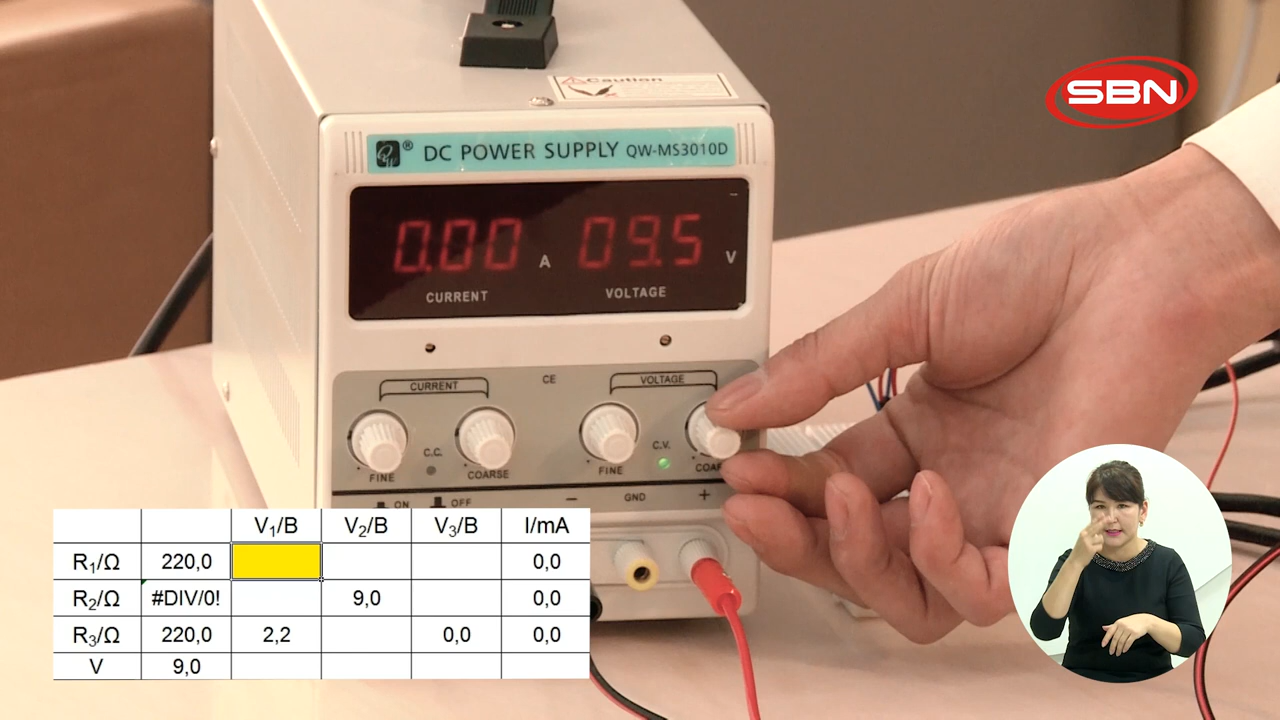 SBN
Caution
® DC POWER SUPPLY QW-MS3010D
0.00 A 09.5 V
CURRENT VOLTAGE
CURRENT CE VOLTAGE
C.C. C.V.
FINE COARSE FINE
ON OFF − GND +
V₁/B V₂/B V₃/B I/mA
R₁/Ω 220,0 0,0
R₂/Ω #DIV/0! 9,0 0,0
R₃/Ω 220,0 2,2 0,0 0,0
V 9,0